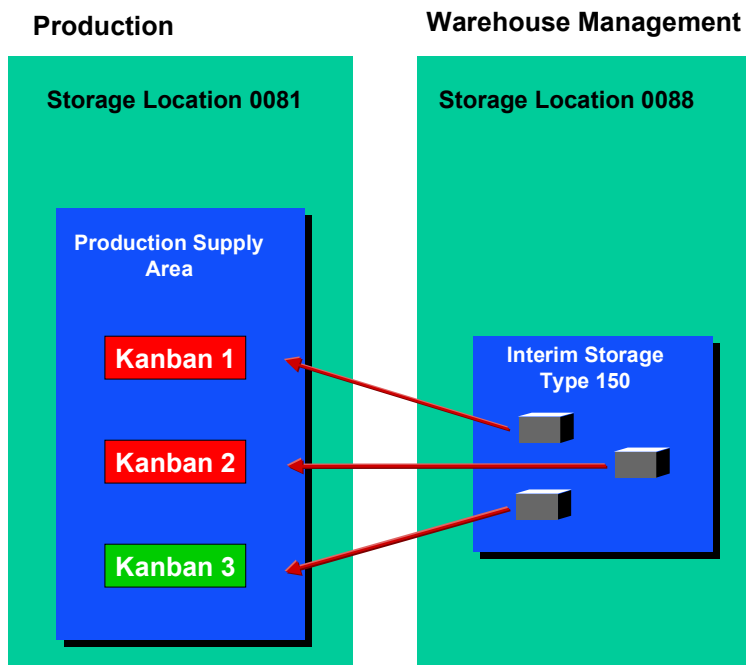 Production
Warehouse Management
Storage Location 0081
Storage Location 0088
Production Supply
Area
Kanban 1
Kanban 2
Kanban 3
Interim Storage
Type 150